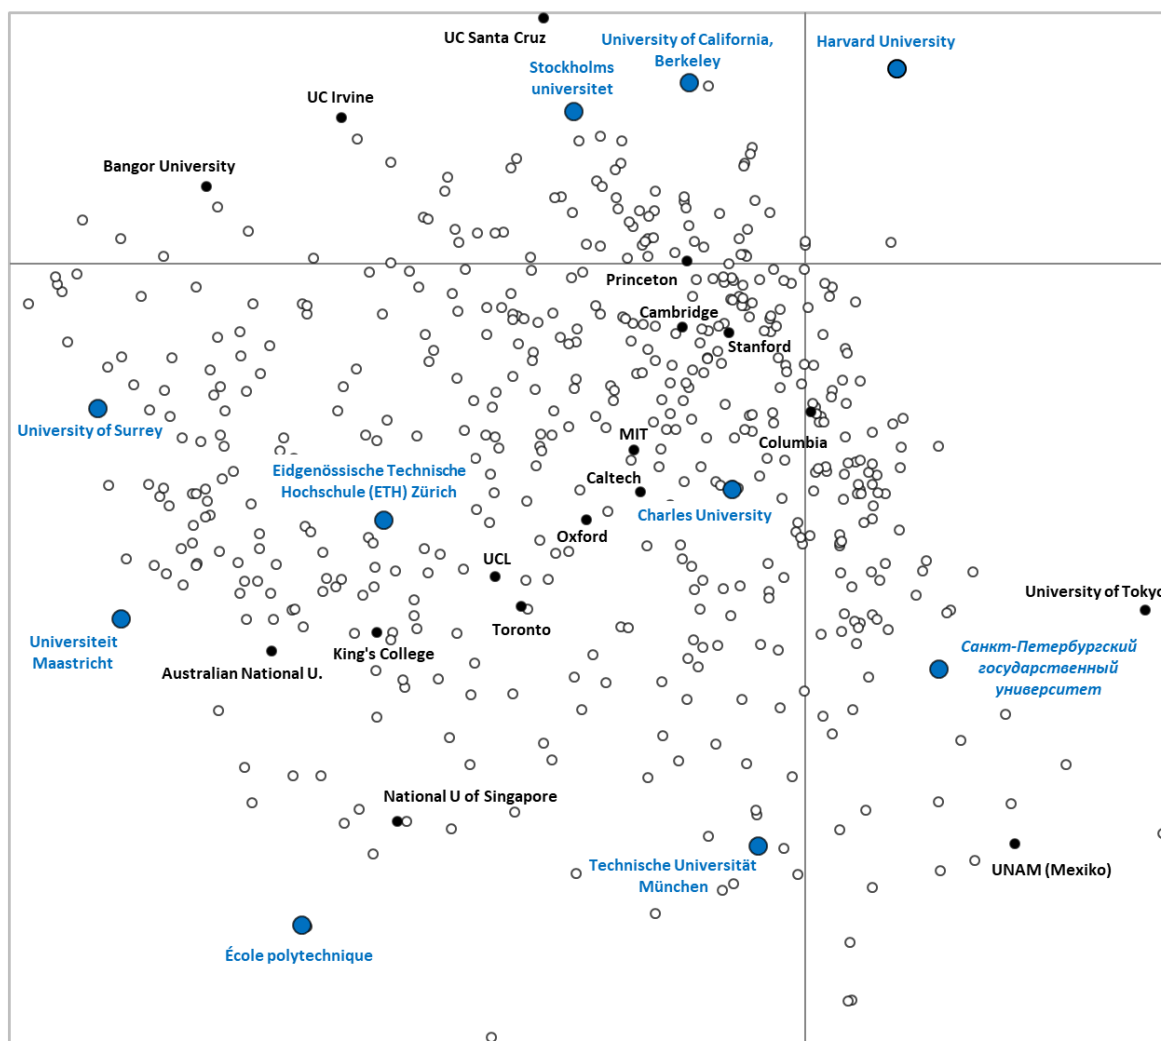 UC Santa Cruz
University of California,
Berkeley
Harvard University
Stockholms
universitet
UC Irvine
Bangor University
Princeton
Cambridge
Stanford
University of Surrey
MIT
Columbia
Eidgenössische Technische
Hochschule (ETH) Zürich
Caltech
Charles University
Oxford
UCL
University of Tokyo
Toronto
Universiteit
Maastricht
King's College
Australian National U.
Санкт-Петербургский
государственный
университет
National U of Singapore
Technische Universität
München
UNAM (Mexiko)
École polytechnique